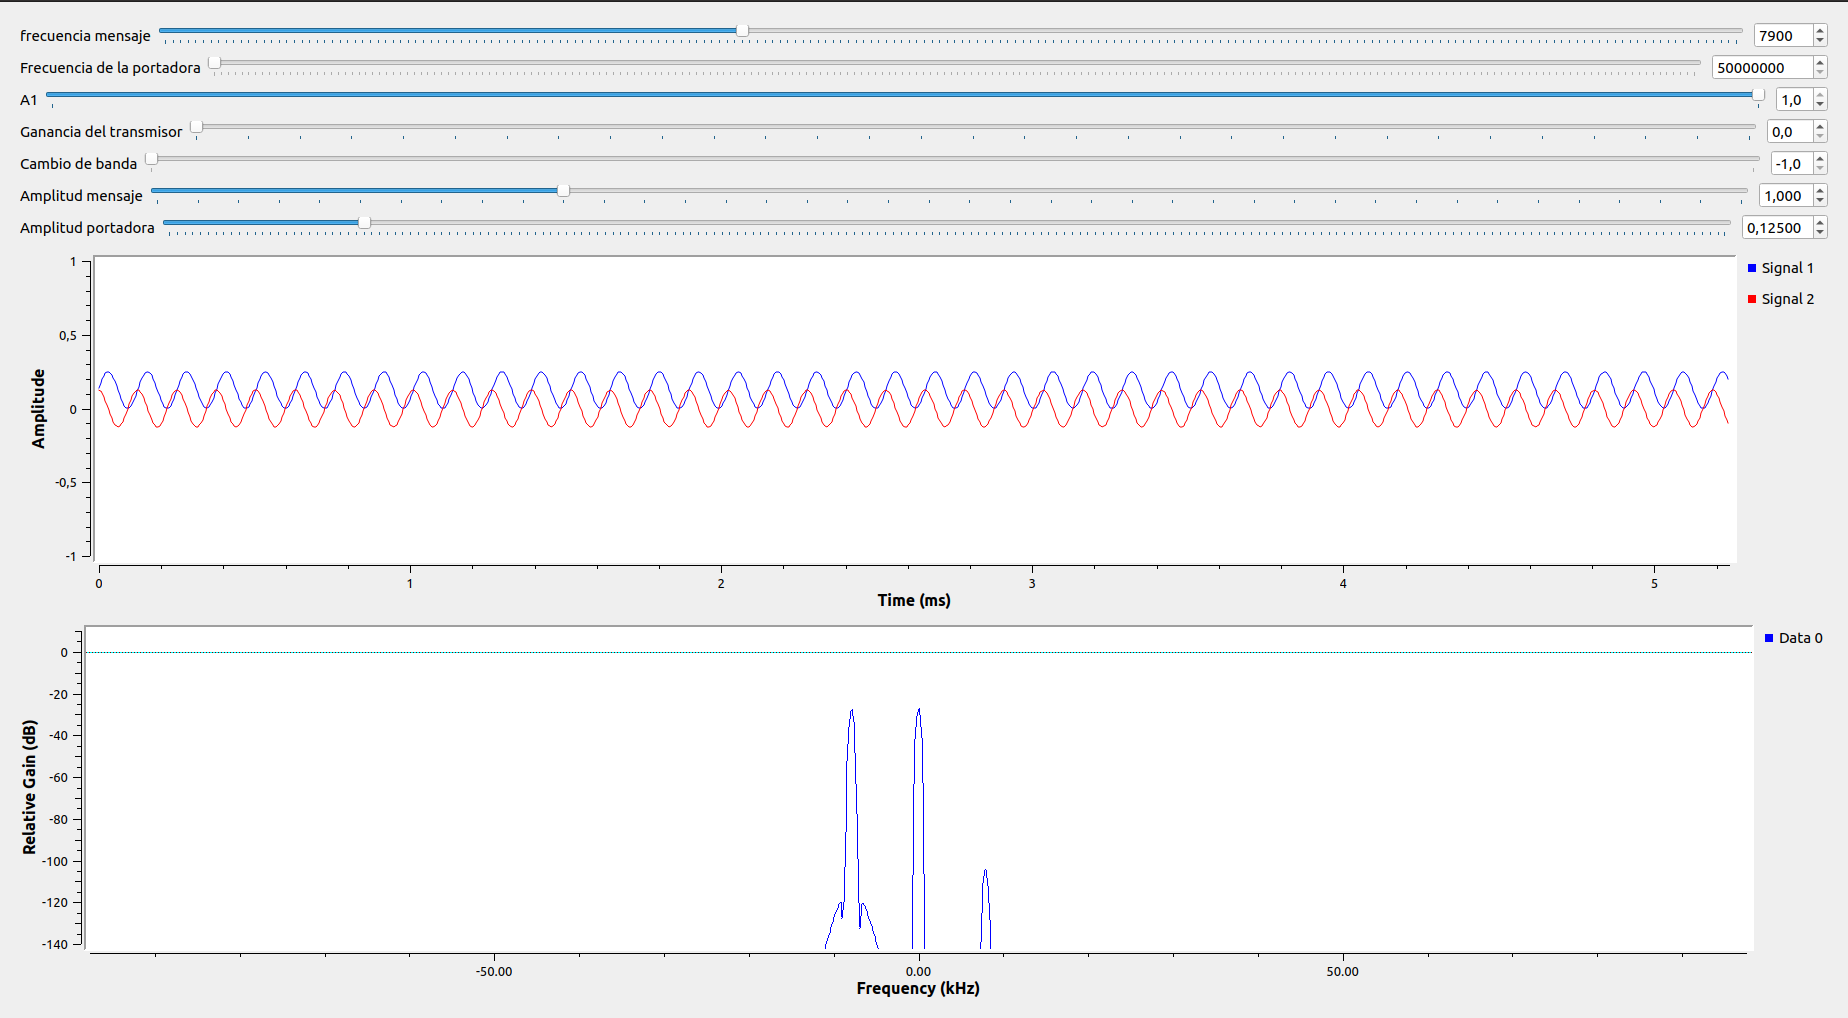 frecuencia mensaje 7900
Frecuencia de la portadora 50000000
A1 1,0
Ganancia del transmisor 0,0
Cambio de banda -1,0
Amplitud mensaje 1,000
Amplitud portadora 0,12500
1
0,5
0
-0,5
-1
Amplitude
Signal 1
Signal 2
0 1 2 3 4 5
Time (ms)
0
-20
-40
-60
-80
-100
-120
-140
Relative Gain (dB)
Data 0
-50.00 0.00 50.00
Frequency (kHz)